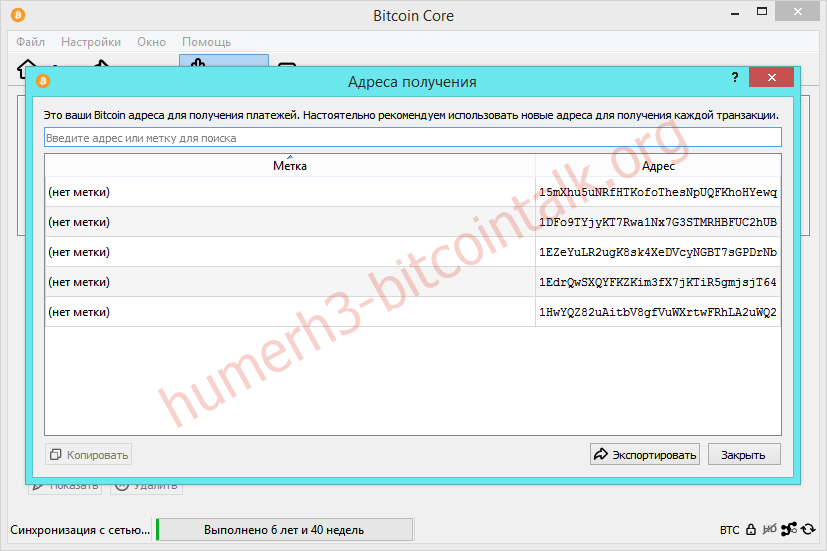 Bitcoin Core
Файл Настройки Окно Помощь
Адреса получения
Это ваши Bitcoin адреса для получения платежей. Настоятельно рекомендуем использовать новые адреса для получения каждой транзакции.
Введите адрес или метку для поиска
Метка Адрес
(нет метки) 15mXhu5uNRfHTKofoThesNpUQFKhoHYewq
(нет метки) 1DFo9TYjyKT7Rwa1Nx7G3STMRHBFUC2hUB
(нет метки) 1EZeYuLR2ugK8sk4XeDVcyNGBT7sGPDrNb
(нет метки) 1EdrQwSXQYFKZKim3fX7jKTiR5gmjsjT64
(нет метки) 1HwYQZ82uAitbV8gfVuWXrtwFRhLA2uWQ2
humerh3-bitcointalk.org
Копировать Экспортировать Закрыть
Показать Удалить
Синхронизация с сетью... Выполнено 6 лет и 40 недель BTC HD